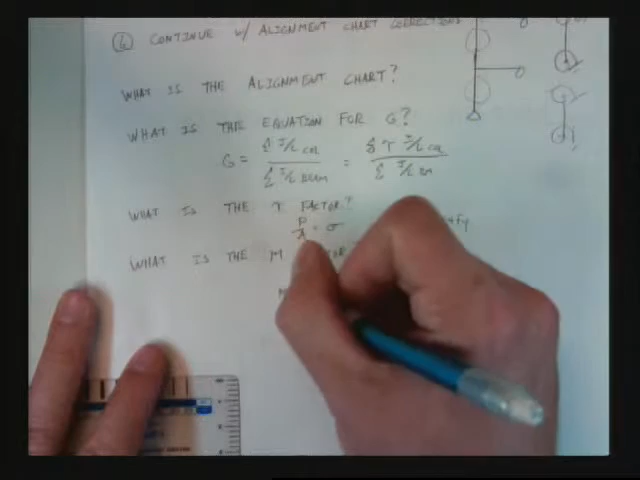 ④ CONTINUE W/ ALIGNMENT CHART CORRECTIONS
WHAT IS THE ALIGNMENT CHART?
WHAT IS THE EQUATION FOR G?
G = Σ I/L COL / Σ I/L BEAM = Σ τ I/L COL / Σ I/L BM
WHAT IS THE τ FACTOR?
P/A = σ
WHAT IS THE M